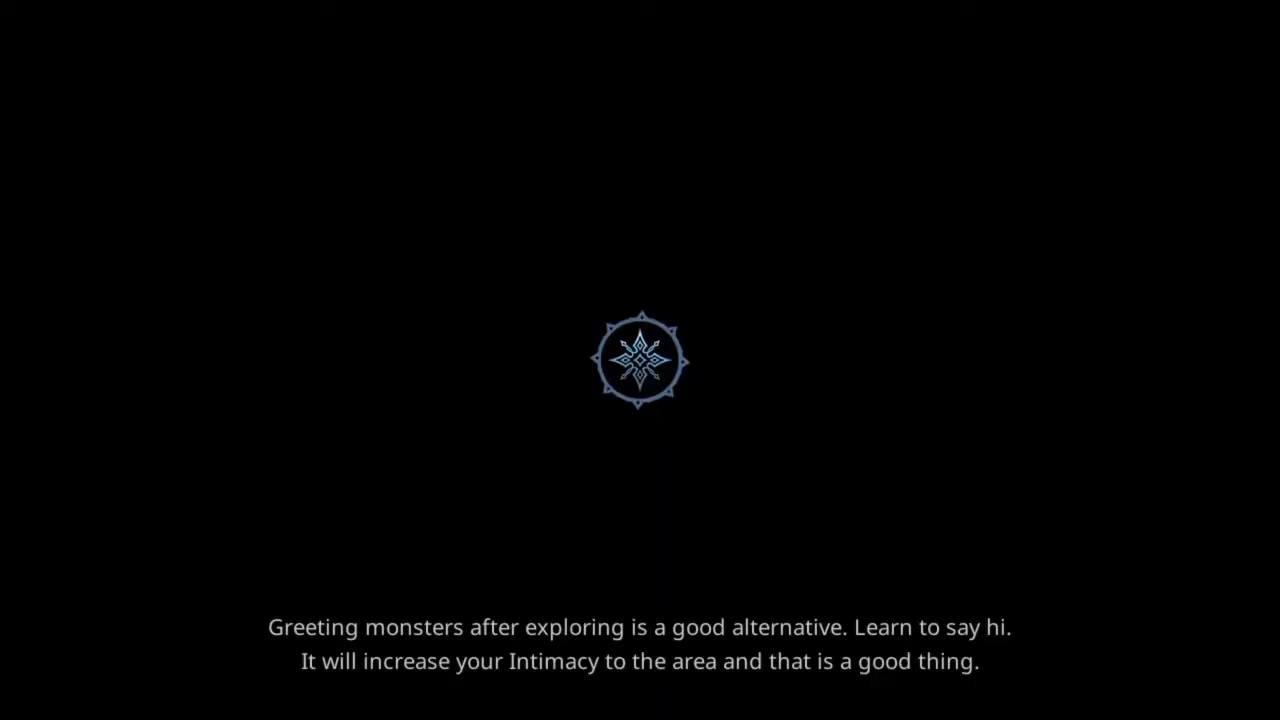 Greeting monsters after exploring is a good alternative. Learn to say hi.
It will increase your Intimacy to the area and that is a good thing.